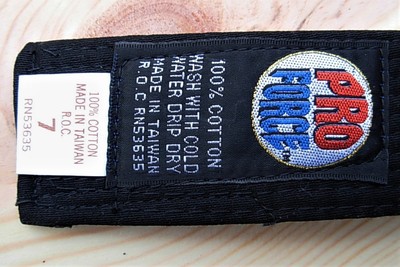 100% COTTON
MADE IN TAIWAN
R.O.C.
7
RN53635
100% COTTON
WASH WITH COLD
WATER DRIP DRY
MADE IN TAIWAN
R.O.C RN53635
PRO
FORCE